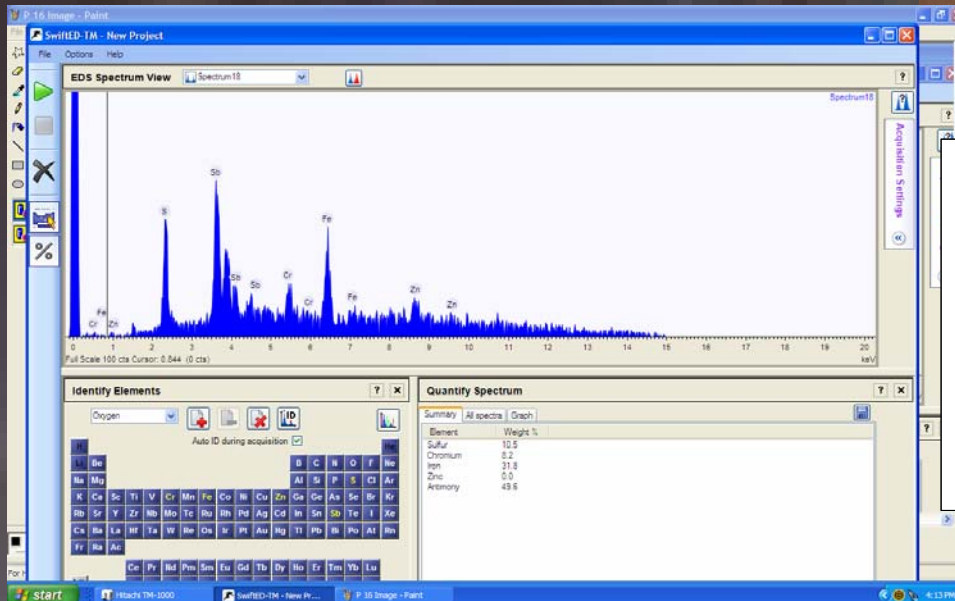 P 16 Image - Paint
SwiftED-TM - New Project
File Options Help
EDS Spectrum View Spectrum18 ?
Spectrum18
Acquisition Settings
Sb
S
Fe
Sb
Sb
Cr
Cr
Fe
Zn
Zn
Fe
Cr Zn
0 1 2 3 4 5 6 7 8 9 10 11 12 13 14 15 16 17 18 19 20
Full Scale 100 cts Cursor: 0.844 (0 cts) keV
Identify Elements ? X
Oxygen ID
Auto ID during acquisition
H He
Li Be B C N O F Ne
Na Mg Al Si P S Cl Ar
K Ca Sc Ti V Cr Mn Fe Co Ni Cu Zn Ga Ge As Se Br Kr
Rb Sr Y Zr Nb Mo Tc Ru Rh Pd Ag Cd In Sn Sb Te I Xe
Cs Ba La Hf Ta W Re Os Ir Pt Au Hg Tl Pb Bi Po At Rn
Fr Ra Ac
Ce Pr Nd Pm Sm Eu Gd Tb Dy Ho Er Tm Yb Lu
Quantify Spectrum ? X
Summary All spectra Graph
Element Weight %
Sulfur 10.5
Chromium 8.2
Iron 31.8
Zinc 0.0
Antimony 49.6
%
start Hitachi TM-1000 SwiftED-TM - New Pr... P 16 Image - Paint 4:13 PM